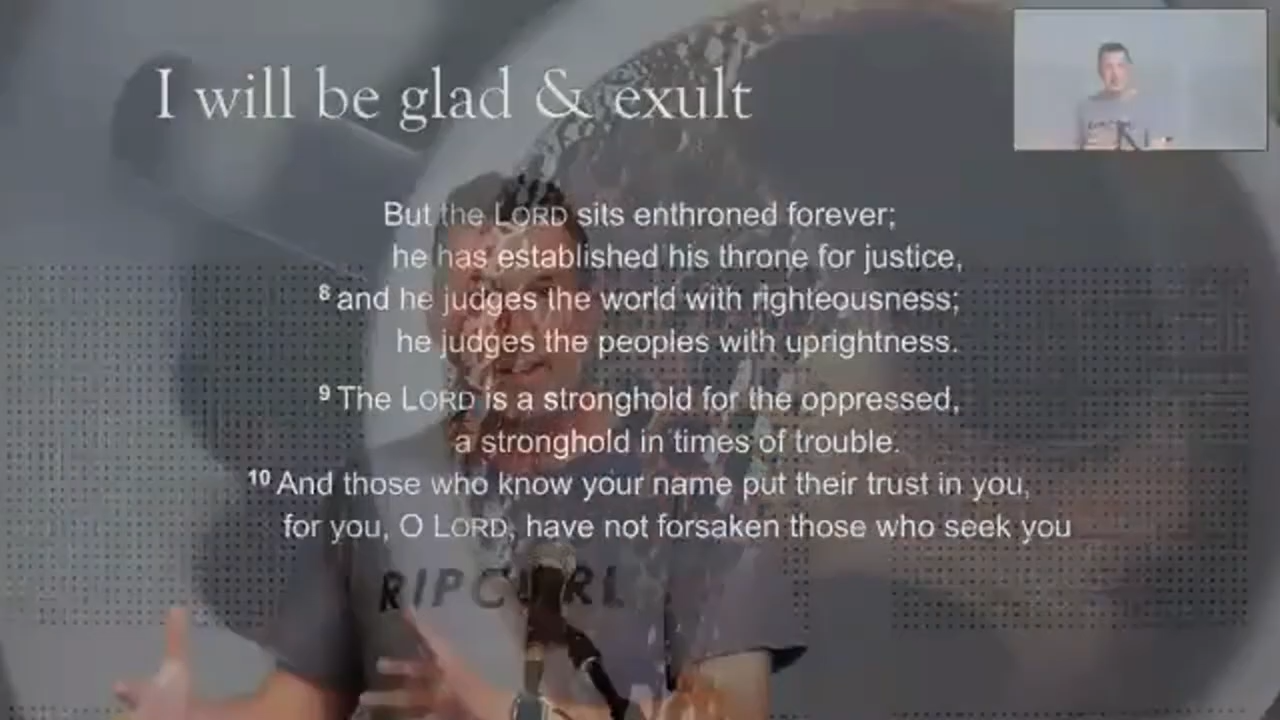 I will be glad & exult
But the LORD sits enthroned forever;
he has established his throne for justice,
8 and he judges the world with righteousness;
he judges the peoples with uprightness.
9 The LORD is a stronghold for the oppressed,
a stronghold in times of trouble.
10 And those who know your name put their trust in you,
for you, O LORD, have not forsaken those who seek you
RIPCURL